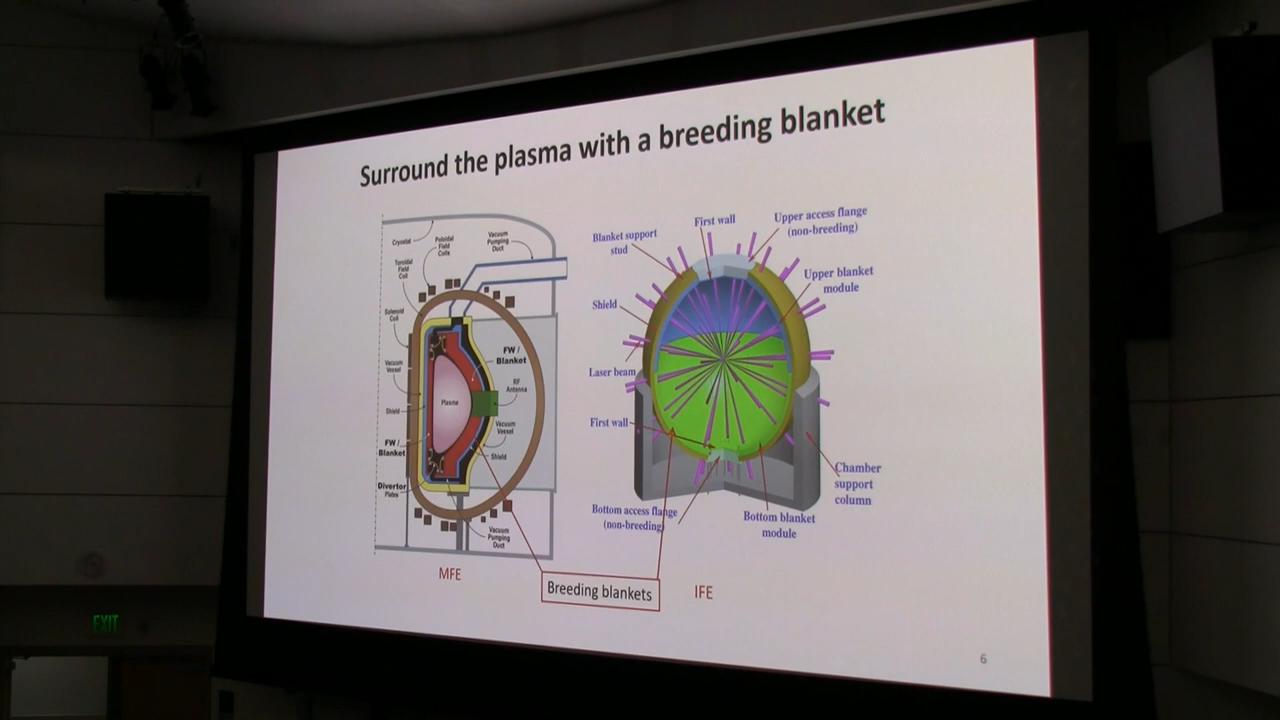 Surround the plasma with a breeding blanket
Cryostat
Poloidal
Field
Coils
Vacuum
Pumping
Duct
Toroidal
Field
Coil
Solenoid
Coil
Vacuum
Vessel
Shield
FW /
Blanket
Divertor
Plates
Plasma
FW /
Blanket
RF
Antenna
Vacuum
Vessel
Shield
Vacuum
Pumping
Duct
MFE
First wall
Upper access flange
(non-breeding)
Blanket support
stud
Upper blanket
module
Shield
Laser beam
First wall
Chamber
support
column
Bottom access flange
(non-breeding)
Bottom blanket
module
Breeding blankets
IFE
6
EXIT